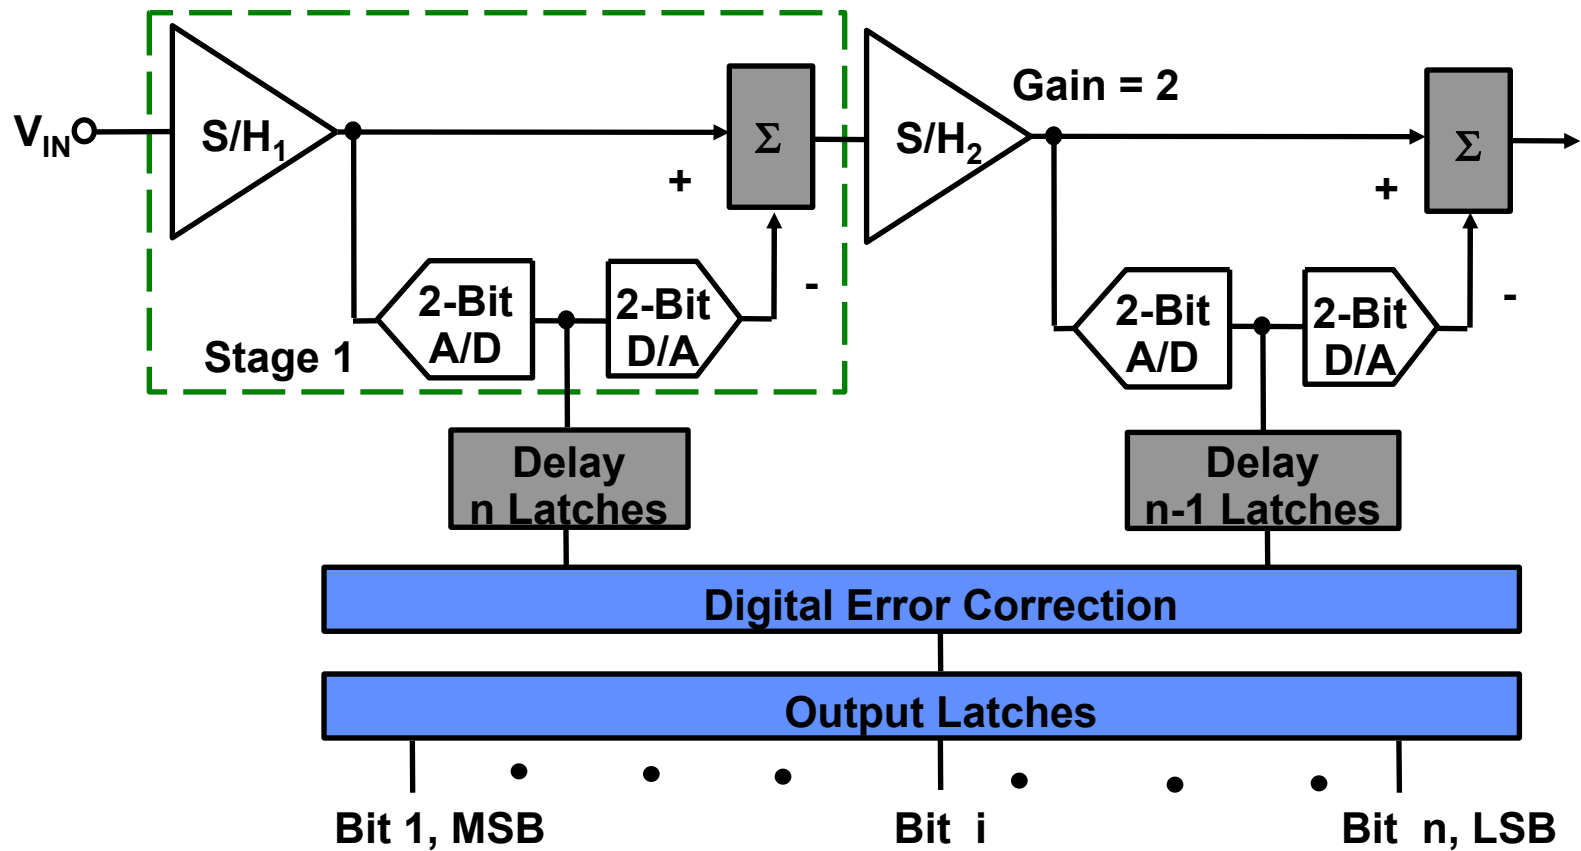 Gain = 2
V_IN
S/H_1
Σ
S/H_2
Σ
+
+
-
-
2-Bit
A/D
2-Bit
D/A
2-Bit
A/D
2-Bit
D/A
Stage 1
Delay
n Latches
Delay
n-1 Latches
Digital Error Correction
Output Latches
Bit 1, MSB
Bit i
Bit n, LSB